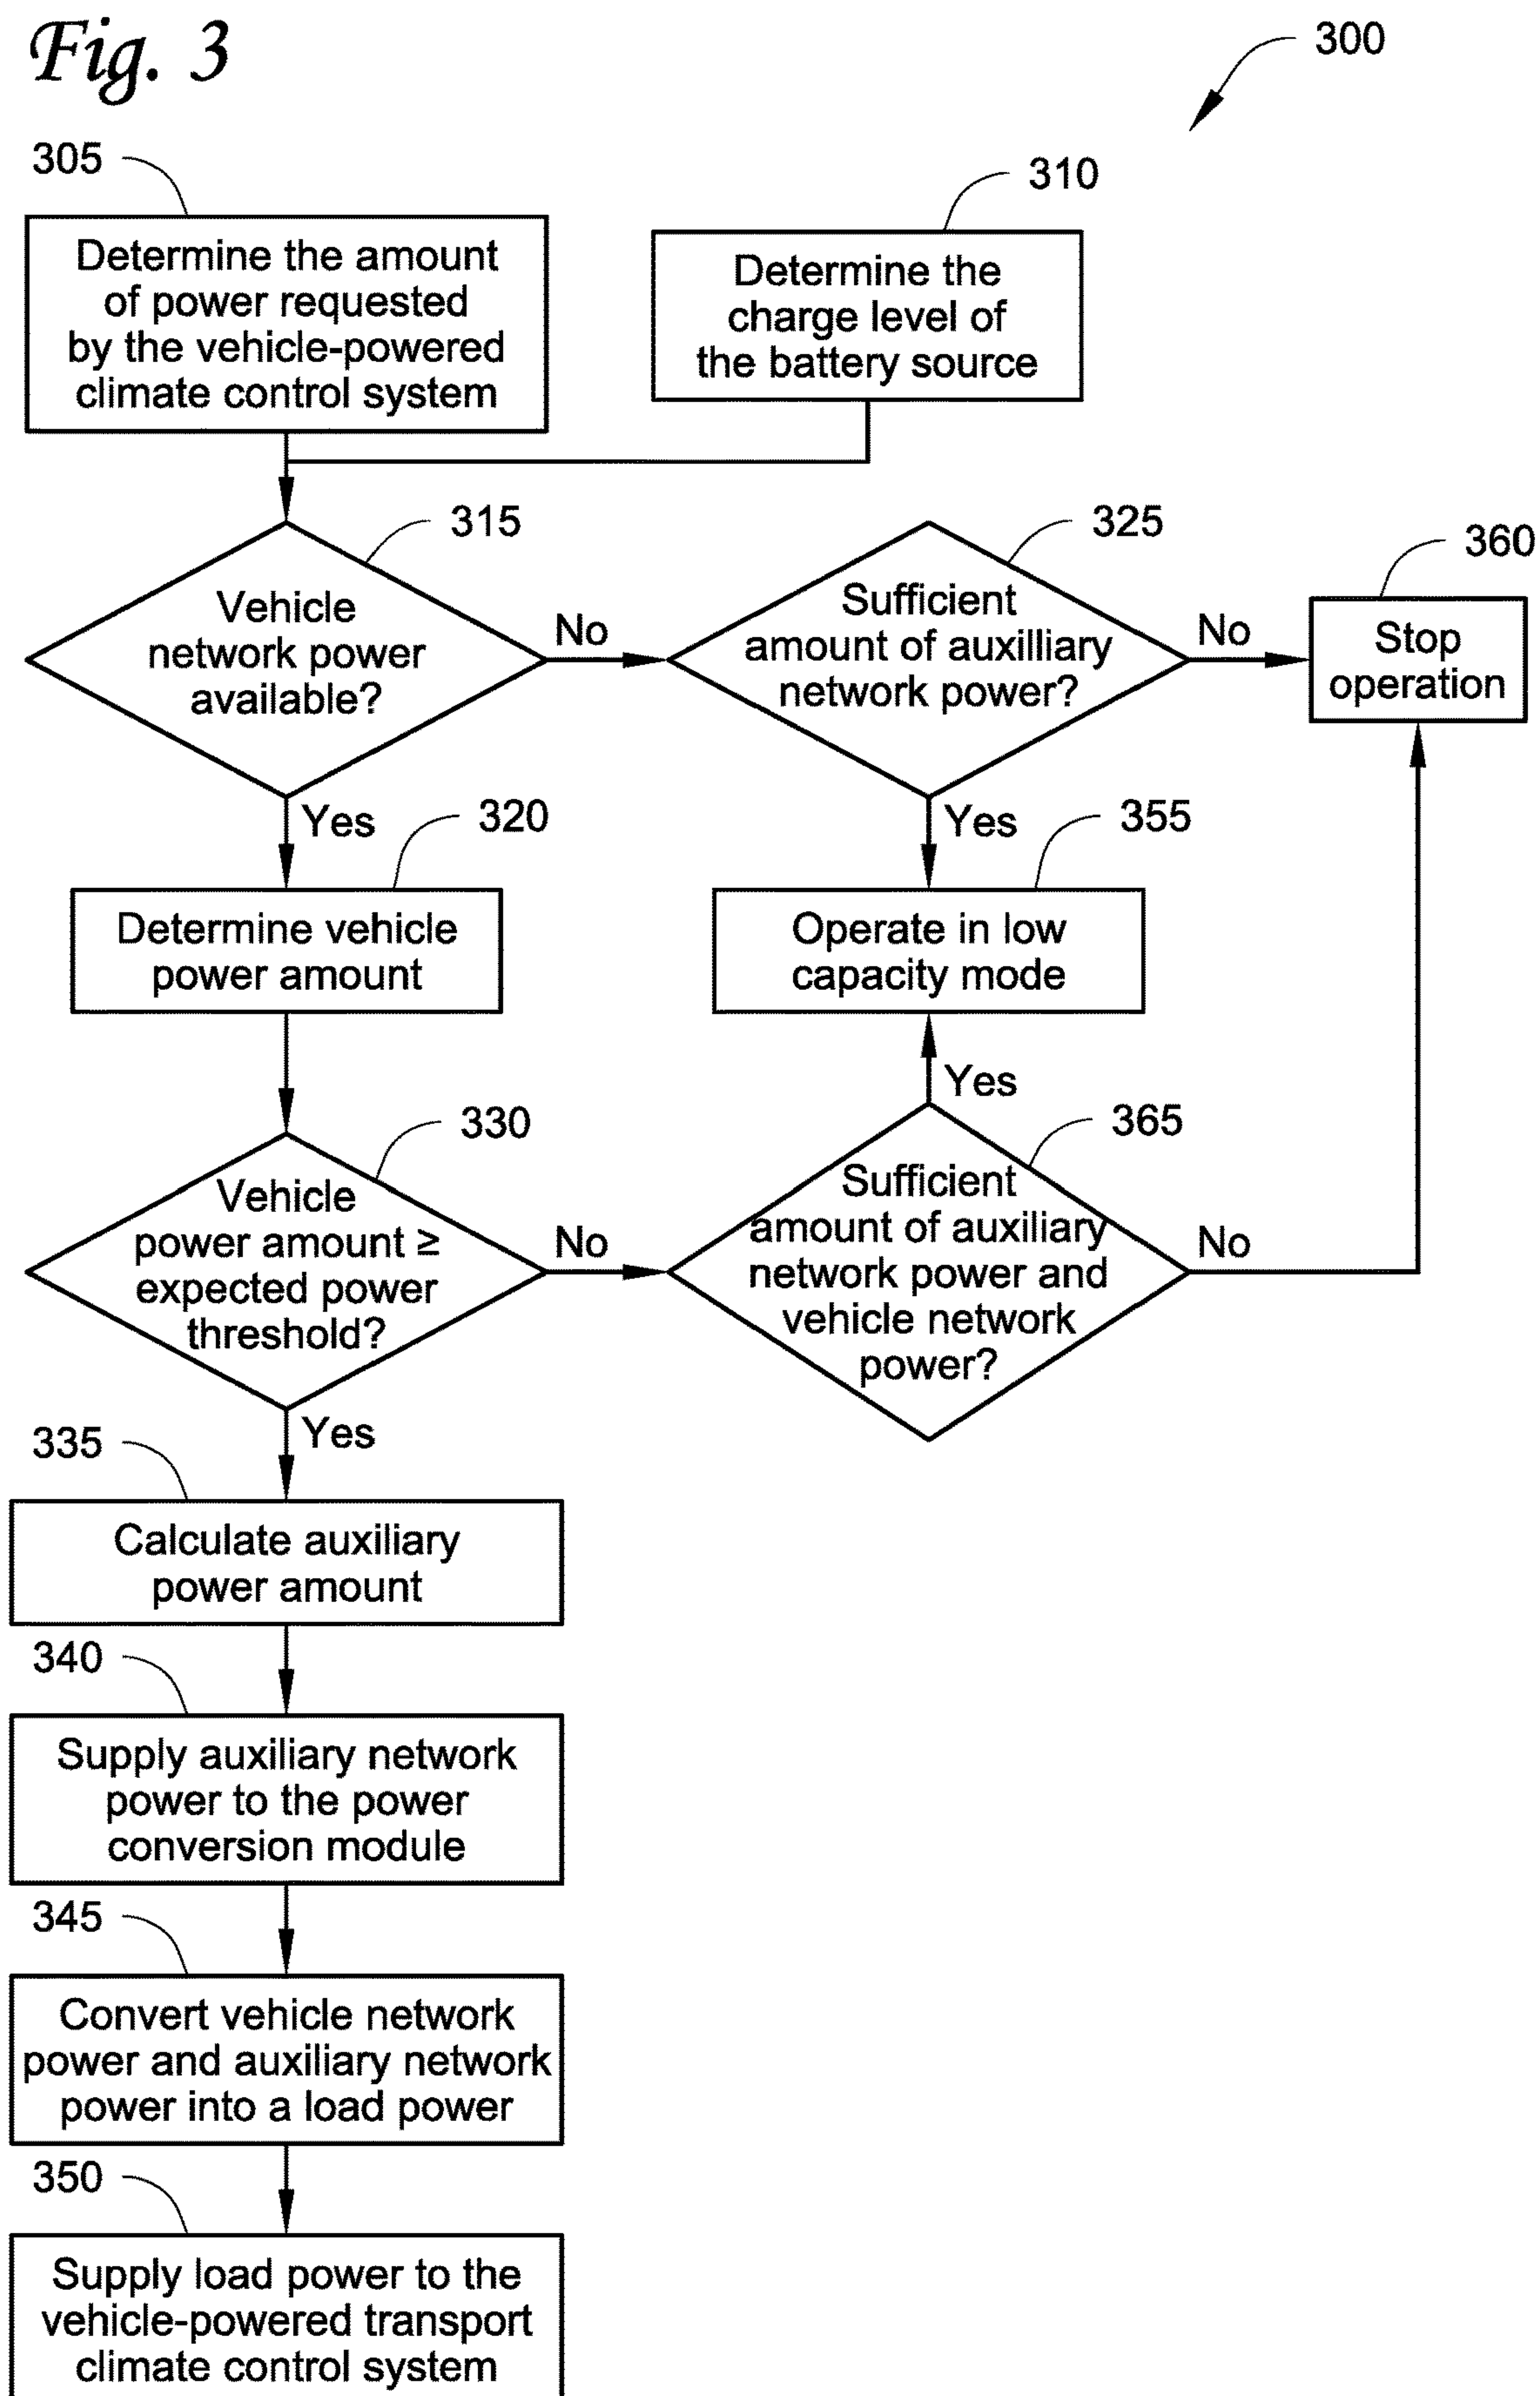 Fig. 3
300
305
310
Determine the amount
of power requested
by the vehicle-powered
climate control system
Determine the
charge level of
the battery source
315
325
360
Vehicle
network power
available?
No
Sufficient
amount of auxilliary
network power?
No
Stop
operation
Yes
320
Yes
355
Determine vehicle
power amount
Operate in low
capacity mode
Yes
330
365
Vehicle
power amount ≥
expected power
threshold?
No
Sufficient
amount of auxiliary
network power and
vehicle network
power?
No
Yes
335
Calculate auxiliary
power amount
340
Supply auxiliary network
power to the power
conversion module
345
Convert vehicle network
power and auxiliary network
power into a load power
350
Supply load power to the
vehicle-powered transport
climate control system